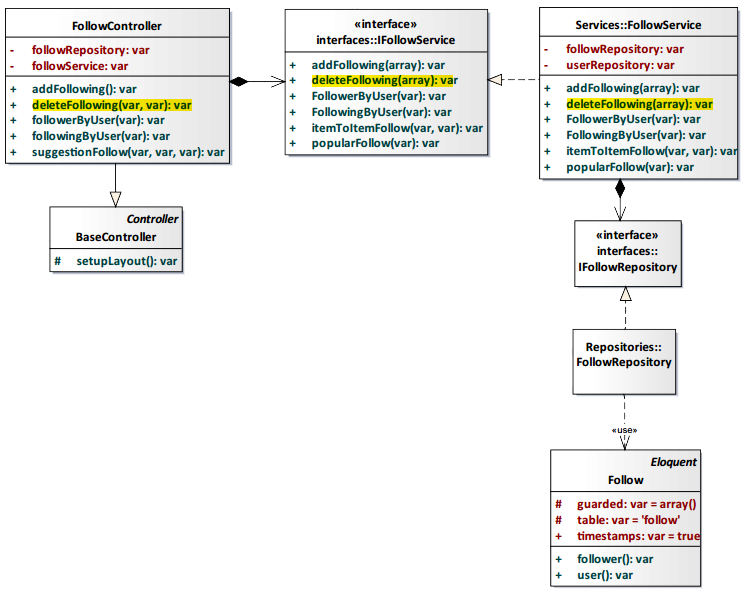 FollowController
- followRepository: var
- followService: var
+ addFollowing(): var
+ deleteFollowing(var, var): var
+ followerByUser(var): var
+ followingByUser(var): var
+ suggestionFollow(var, var, var): var
«interface»
interfaces::IFollowService
+ addFollowing(array): var
+ deleteFollowing(array): var
+ FollowerByUser(var): var
+ FollowingByUser(var): var
+ itemToItemFollow(var, var): var
+ popularFollow(var): var
Services::FollowService
- followRepository: var
- userRepository: var
+ addFollowing(array): var
+ deleteFollowing(array): var
+ FollowerByUser(var): var
+ FollowingByUser(var): var
+ itemToItemFollow(var, var): var
+ popularFollow(var): var
Controller
BaseController
# setupLayout(): var
«interface»
interfaces::
IFollowRepository
Repositories::
FollowRepository
«use»
Eloquent
Follow
# guarded: var = array()
# table: var = 'follow'
+ timestamps: var = true
+ follower(): var
+ user(): var